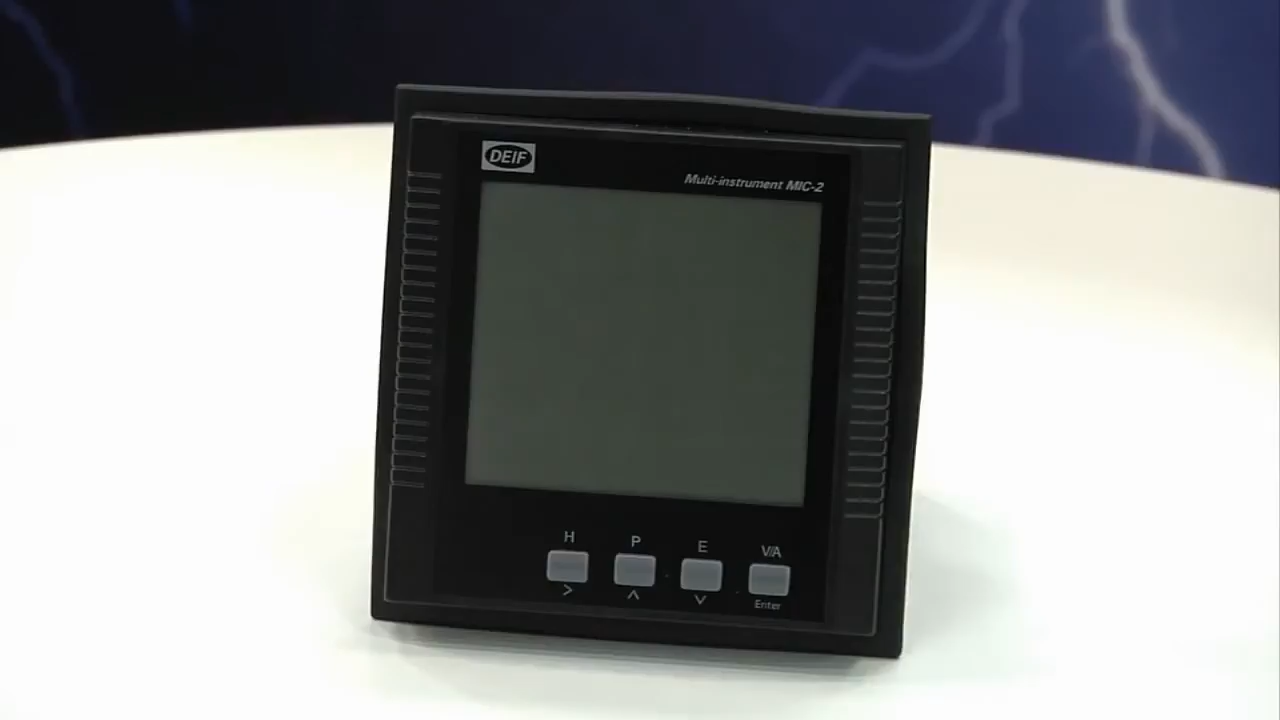 DEIF
Multi-instrument MIC-2
H P E V/A
> ʌ v Enter